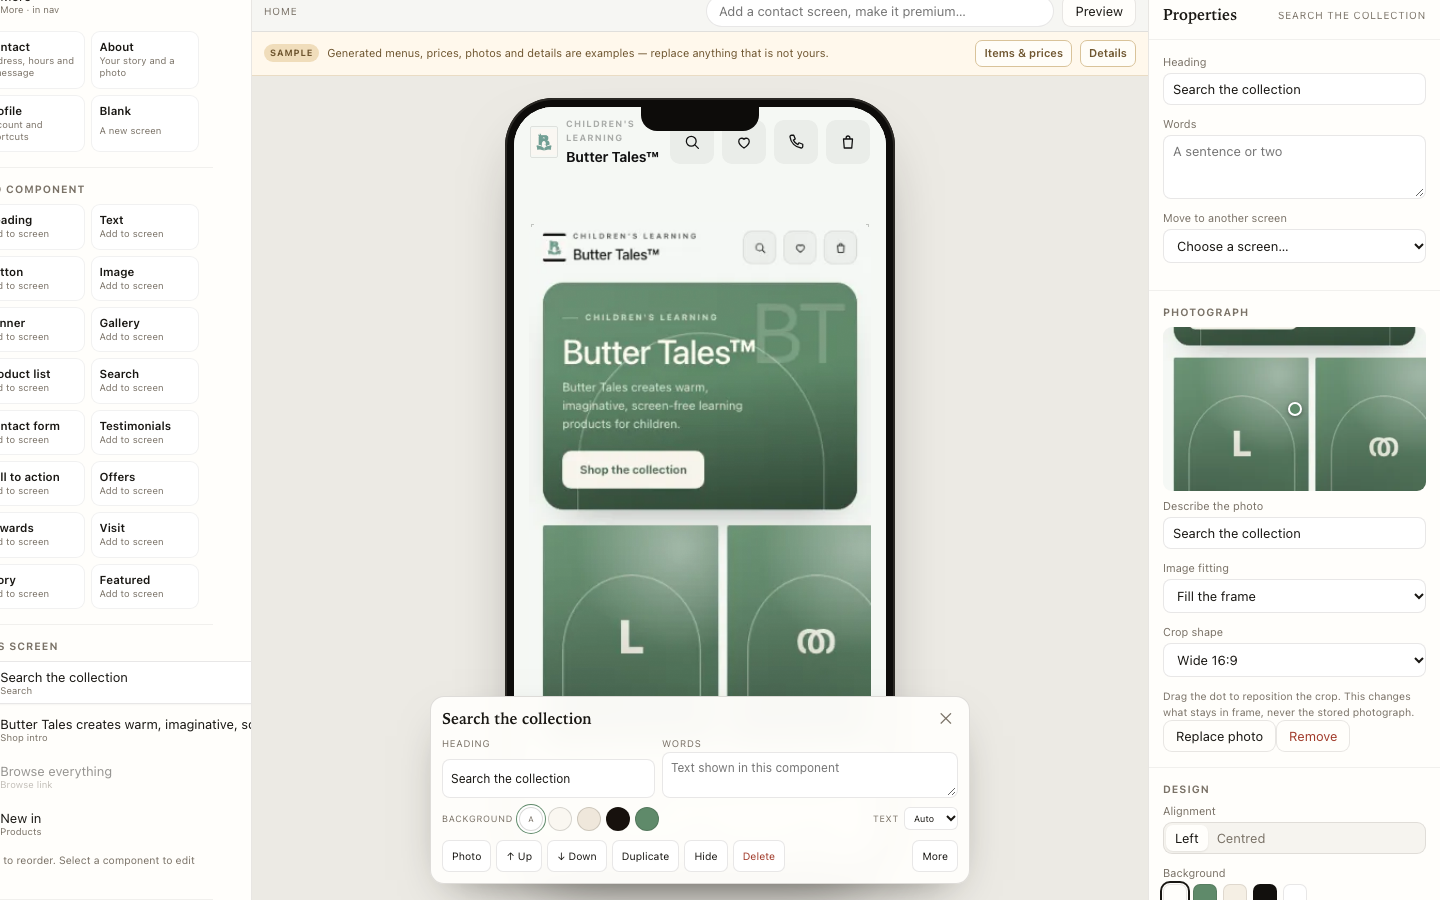 More · in nav
ntact
dress, hours and
nessage
About
Your story and a
photo
ofile
count and
ortcuts
Blank
A new screen
COMPONENT
ading
d to screen
Text
Add to screen
tton
d to screen
Image
Add to screen
nner
d to screen
Gallery
Add to screen
oduct list
d to screen
Search
Add to screen
ntact form
d to screen
Testimonials
Add to screen
ll to action
d to screen
Offers
Add to screen
wards
d to screen
Visit
Add to screen
ory
d to screen
Featured
Add to screen
S SCREEN
Search the collection
Search
Butter Tales creates warm, imaginative, sc
Shop intro
Browse everything
Browse link
New in
Products
to reorder. Select a component to edit
HOME
Add a contact screen, make it premium...
Preview
SAMPLE
Generated menus, prices, photos and details are examples — replace anything that is not yours.
Items & prices
Details
CHILDREN'S
LEARNING
Butter Tales™
CHILDREN'S LEARNING
Butter Tales™
BT
CHILDREN'S LEARNING
Butter Tales™
Butter Tales creates warm,
imaginative, screen-free learning
products for children.
Shop the collection
L
Search the collection
HEADING
Search the collection
WORDS
Text shown in this component
BACKGROUND
A
TEXT
Auto
Photo
↑ Up
↓ Down
Duplicate
Hide
Delete
More
Properties
SEARCH THE COLLECTION
Heading
Search the collection
Words
A sentence or two
Move to another screen
Choose a screen...
PHOTOGRAPH
L
Describe the photo
Search the collection
Image fitting
Fill the frame
Crop shape
Wide 16:9
Drag the dot to reposition the crop. This changes
what stays in frame, never the stored photograph.
Replace photo
Remove
DESIGN
Alignment
Left
Centred
Background